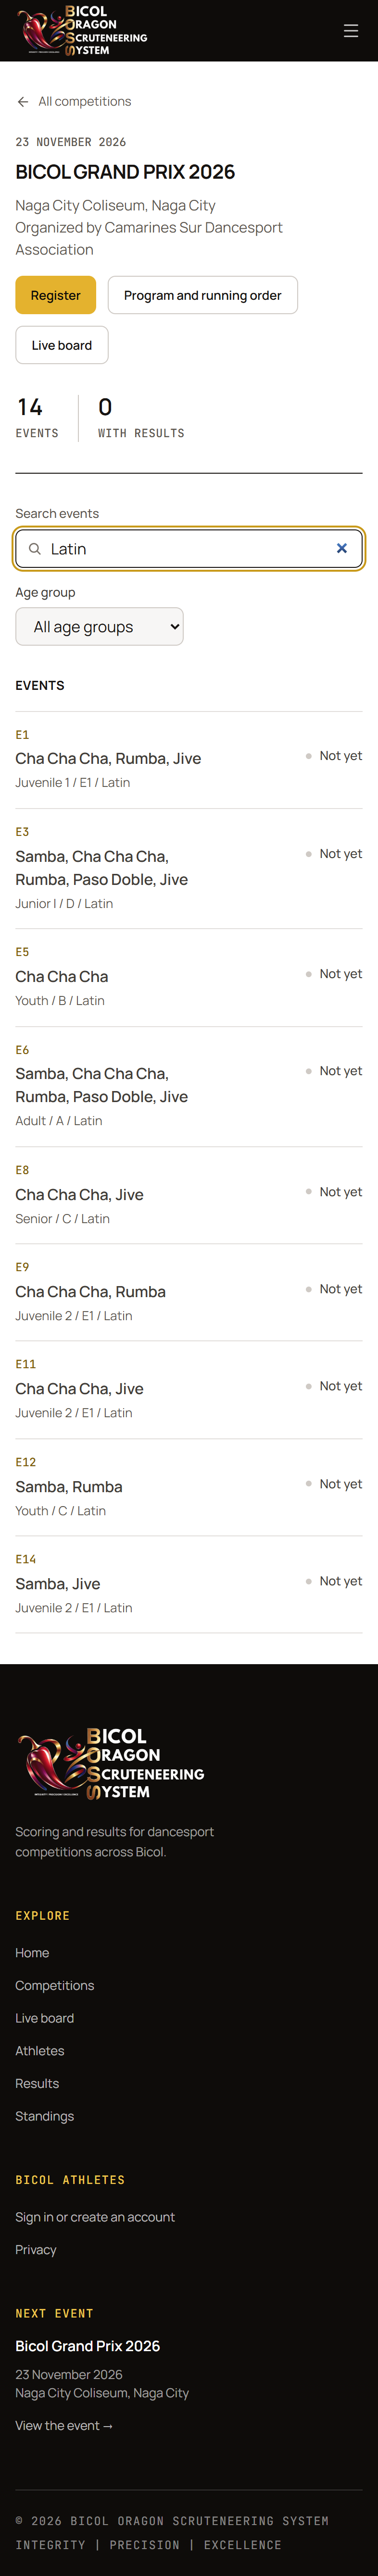 BICOL
ORAGON
SCRUTENEERING
SYSTEM
All competitions
23 NOVEMBER 2026
BICOL GRAND PRIX 2026
Naga City Coliseum, Naga City
Organized by Camarines Sur Dancesport
Association
Register
Program and running order
Live board
14
EVENTS
0
WITH RESULTS
Search events
Latin
Age group
All age groups
EVENTS
E1
Cha Cha Cha, Rumba, Jive
Not yet
Juvenile 1 / E1 / Latin
E3
Samba, Cha Cha Cha,
Rumba, Paso Doble, Jive
Not yet
Junior I / D / Latin
E5
Cha Cha Cha
Not yet
Youth / B / Latin
E6
Samba, Cha Cha Cha,
Rumba, Paso Doble, Jive
Not yet
Adult / A / Latin
E8
Cha Cha Cha, Jive
Not yet
Senior / C / Latin
E9
Cha Cha Cha, Rumba
Not yet
Juvenile 2 / E1 / Latin
E11
Cha Cha Cha, Jive
Not yet
Juvenile 2 / E1 / Latin
E12
Samba, Rumba
Not yet
Youth / C / Latin
E14
Samba, Jive
Not yet
Juvenile 2 / E1 / Latin
BICOL
ORAGON
SCRUTENEERING
SYSTEM
Scoring and results for dancesport
competitions across Bicol.
EXPLORE
Home
Competitions
Live board
Athletes
Results
Standings
BICOL ATHLETES
Sign in or create an account
Privacy
NEXT EVENT
Bicol Grand Prix 2026
23 November 2026
Naga City Coliseum, Naga City
View the event →
© 2026 BICOL ORAGON SCRUTENEERING SYSTEM
INTEGRITY | PRECISION | EXCELLENCE